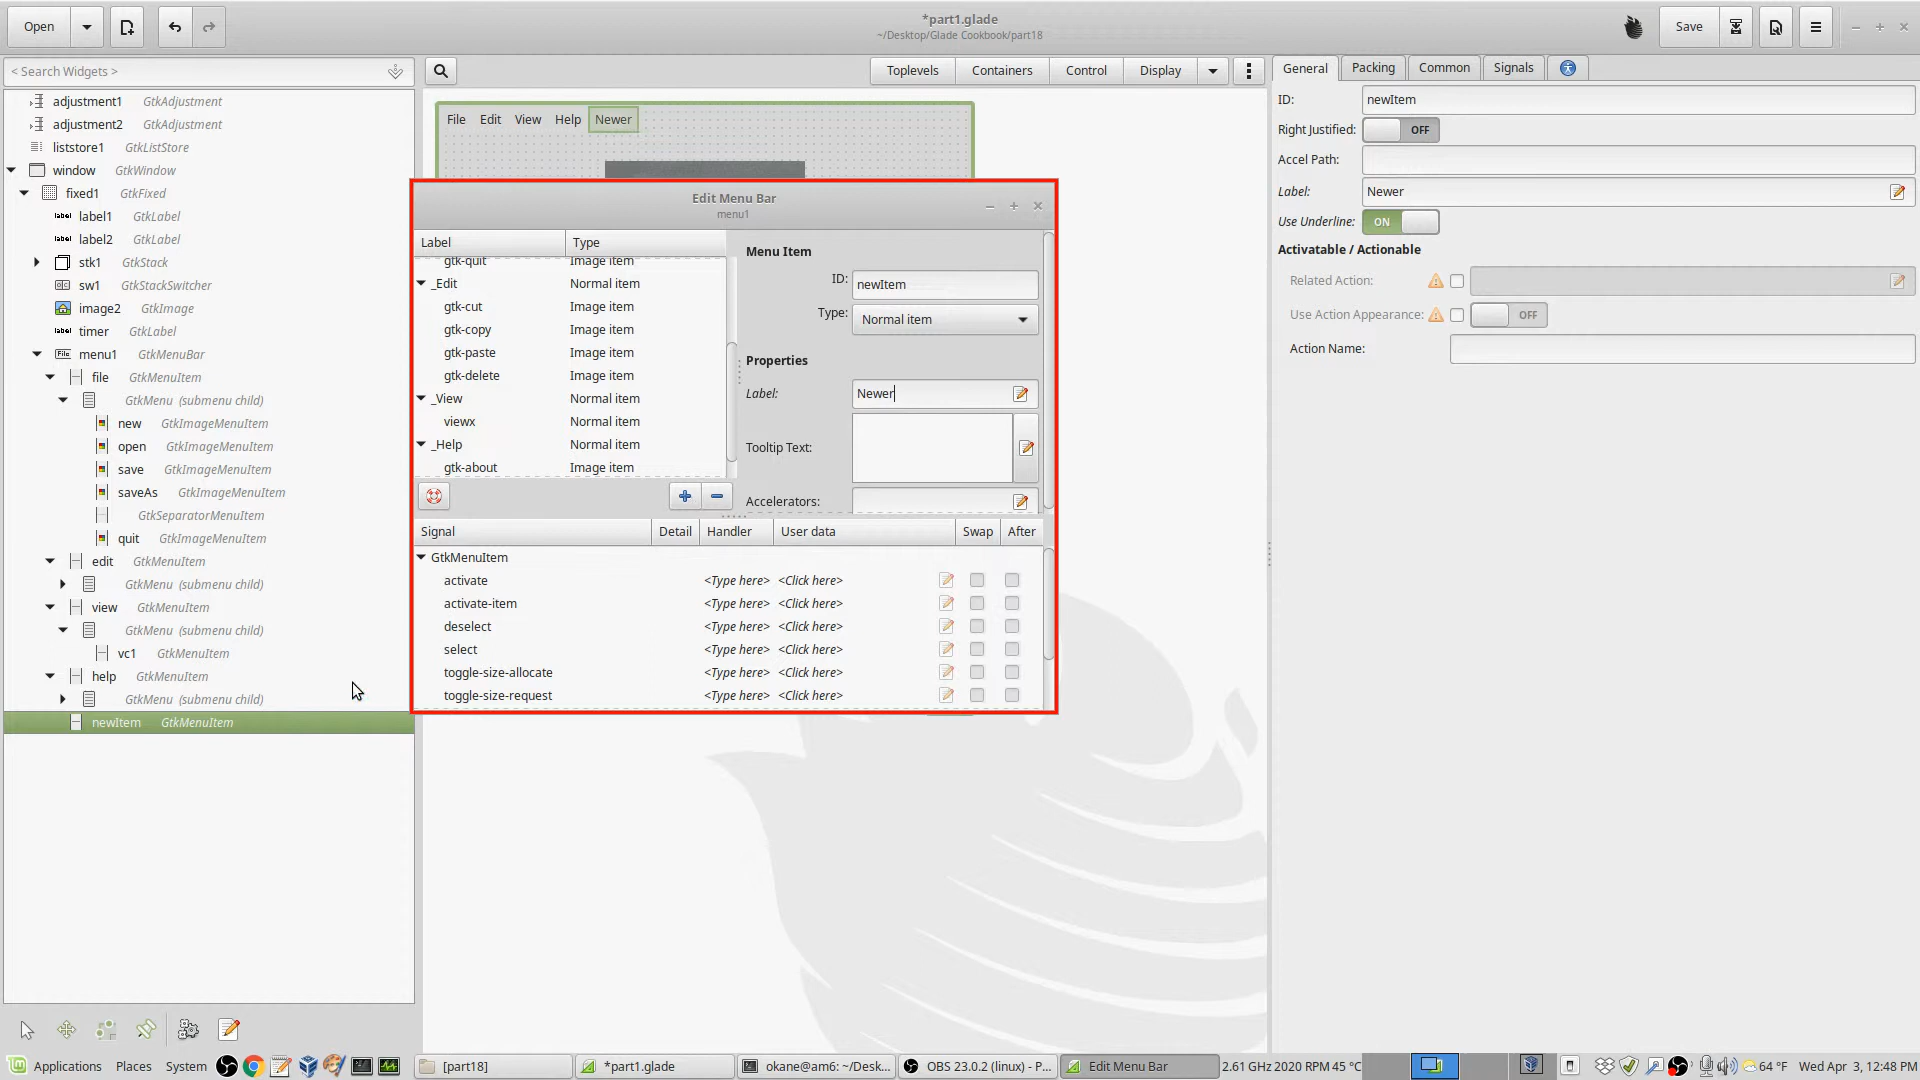 Open
*part1.glade
~/Desktop/Glade Cookbook/part18
Save
< Search Widgets >
Toplevels
Containers
Control
Display
General
Packing
Common
Signals
adjustment1 GtkAdjustment
adjustment2 GtkAdjustment
liststore1 GtkListStore
window GtkWindow
fixed1 GtkFixed
label label1 GtkLabel
label label2 GtkLabel
stk1 GtkStack
sw1 GtkStackSwitcher
image2 GtkImage
label timer GtkLabel
File menu1 GtkMenuBar
file GtkMenuItem
GtkMenu (submenu child)
new GtkImageMenuItem
open GtkImageMenuItem
save GtkImageMenuItem
saveAs GtkImageMenuItem
GtkSeparatorMenuItem
quit GtkImageMenuItem
edit GtkMenuItem
GtkMenu (submenu child)
view GtkMenuItem
GtkMenu (submenu child)
vc1 GtkMenuItem
help GtkMenuItem
GtkMenu (submenu child)
newItem GtkMenuItem
File Edit View Help Newer
Edit Menu Bar
menu1
Label Type
gtk-quit Image item
_Edit Normal item
gtk-cut Image item
gtk-copy Image item
gtk-paste Image item
gtk-delete Image item
_View Normal item
viewx Normal item
_Help Normal item
gtk-about Image item
Menu Item
ID: newItem
Type: Normal item
Properties
Label: Newer
Tooltip Text:
Accelerators:
Signal Detail Handler User data Swap After
GtkMenuItem
activate <Type here> <Click here>
activate-item <Type here> <Click here>
deselect <Type here> <Click here>
select <Type here> <Click here>
toggle-size-allocate <Type here> <Click here>
toggle-size-request <Type here> <Click here>
ID: newItem
Right Justified: OFF
Accel Path:
Label: Newer
Use Underline: ON
Activatable / Actionable
Related Action:
Use Action Appearance: OFF
Action Name:
Applications Places System
[part18]
*part1.glade
okane@am6: ~/Desk...
OBS 23.0.2 (linux) - P...
Edit Menu Bar
2.61 GHz 2020 RPM 45 °C
64 °F
Wed Apr 3, 12:48 PM